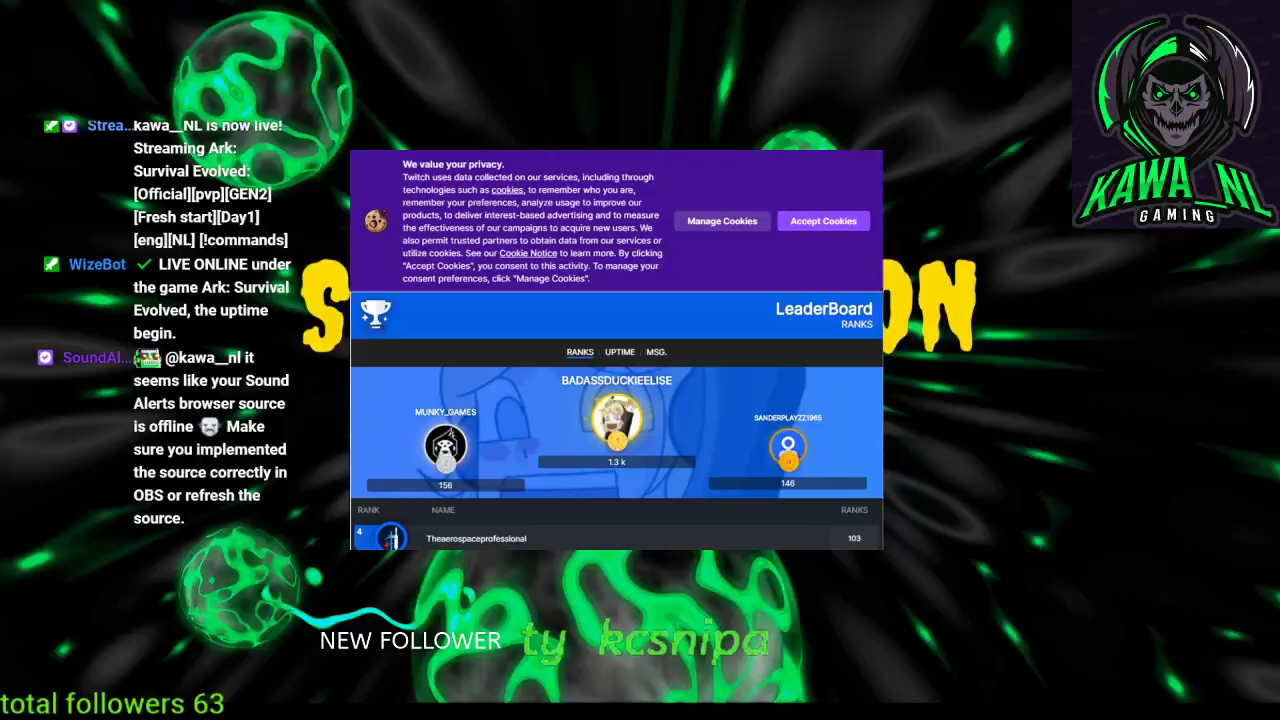 Strea...
kawa__NL is now live!
Streaming Ark:
Survival Evolved:
[Official][pvp][GEN2]
[Fresh start][Day1]
[eng][NL] [!commands]
WizeBot LIVE ONLINE under
the game Ark: Survival
Evolved, the uptime
begin.
SoundAl... @kawa__nl it
seems like your Sound
Alerts browser source
is offline Make
sure you implemented
the source correctly in
OBS or refresh the
source.
We value your privacy.
Twitch uses data collected on our services, including through
technologies such as cookies, to remember who you are,
remember your preferences, analyze usage to improve our
products, to deliver interest-based advertising and to measure
the effectiveness of our campaigns to acquire new users. We
also permit trusted partners to obtain data from our services or
utilize cookies. See our Cookie Notice to learn more. By clicking
"Accept Cookies", you consent to this activity. To manage your
consent preferences, click "Manage Cookies".
Manage Cookies
Accept Cookies
KAWA_NL
GAMING
S
ON
LeaderBoard
RANKS
RANKS UPTIME MSG.
BADASSDUCKIEELISE
MUNKY_GAMES
SANDERPLAYZZ1965
1.3 k
156
146
RANK NAME RANKS
4 Theaerospaceprofessional 103
NEW FOLLOWER ty kcsnipa
total followers 63